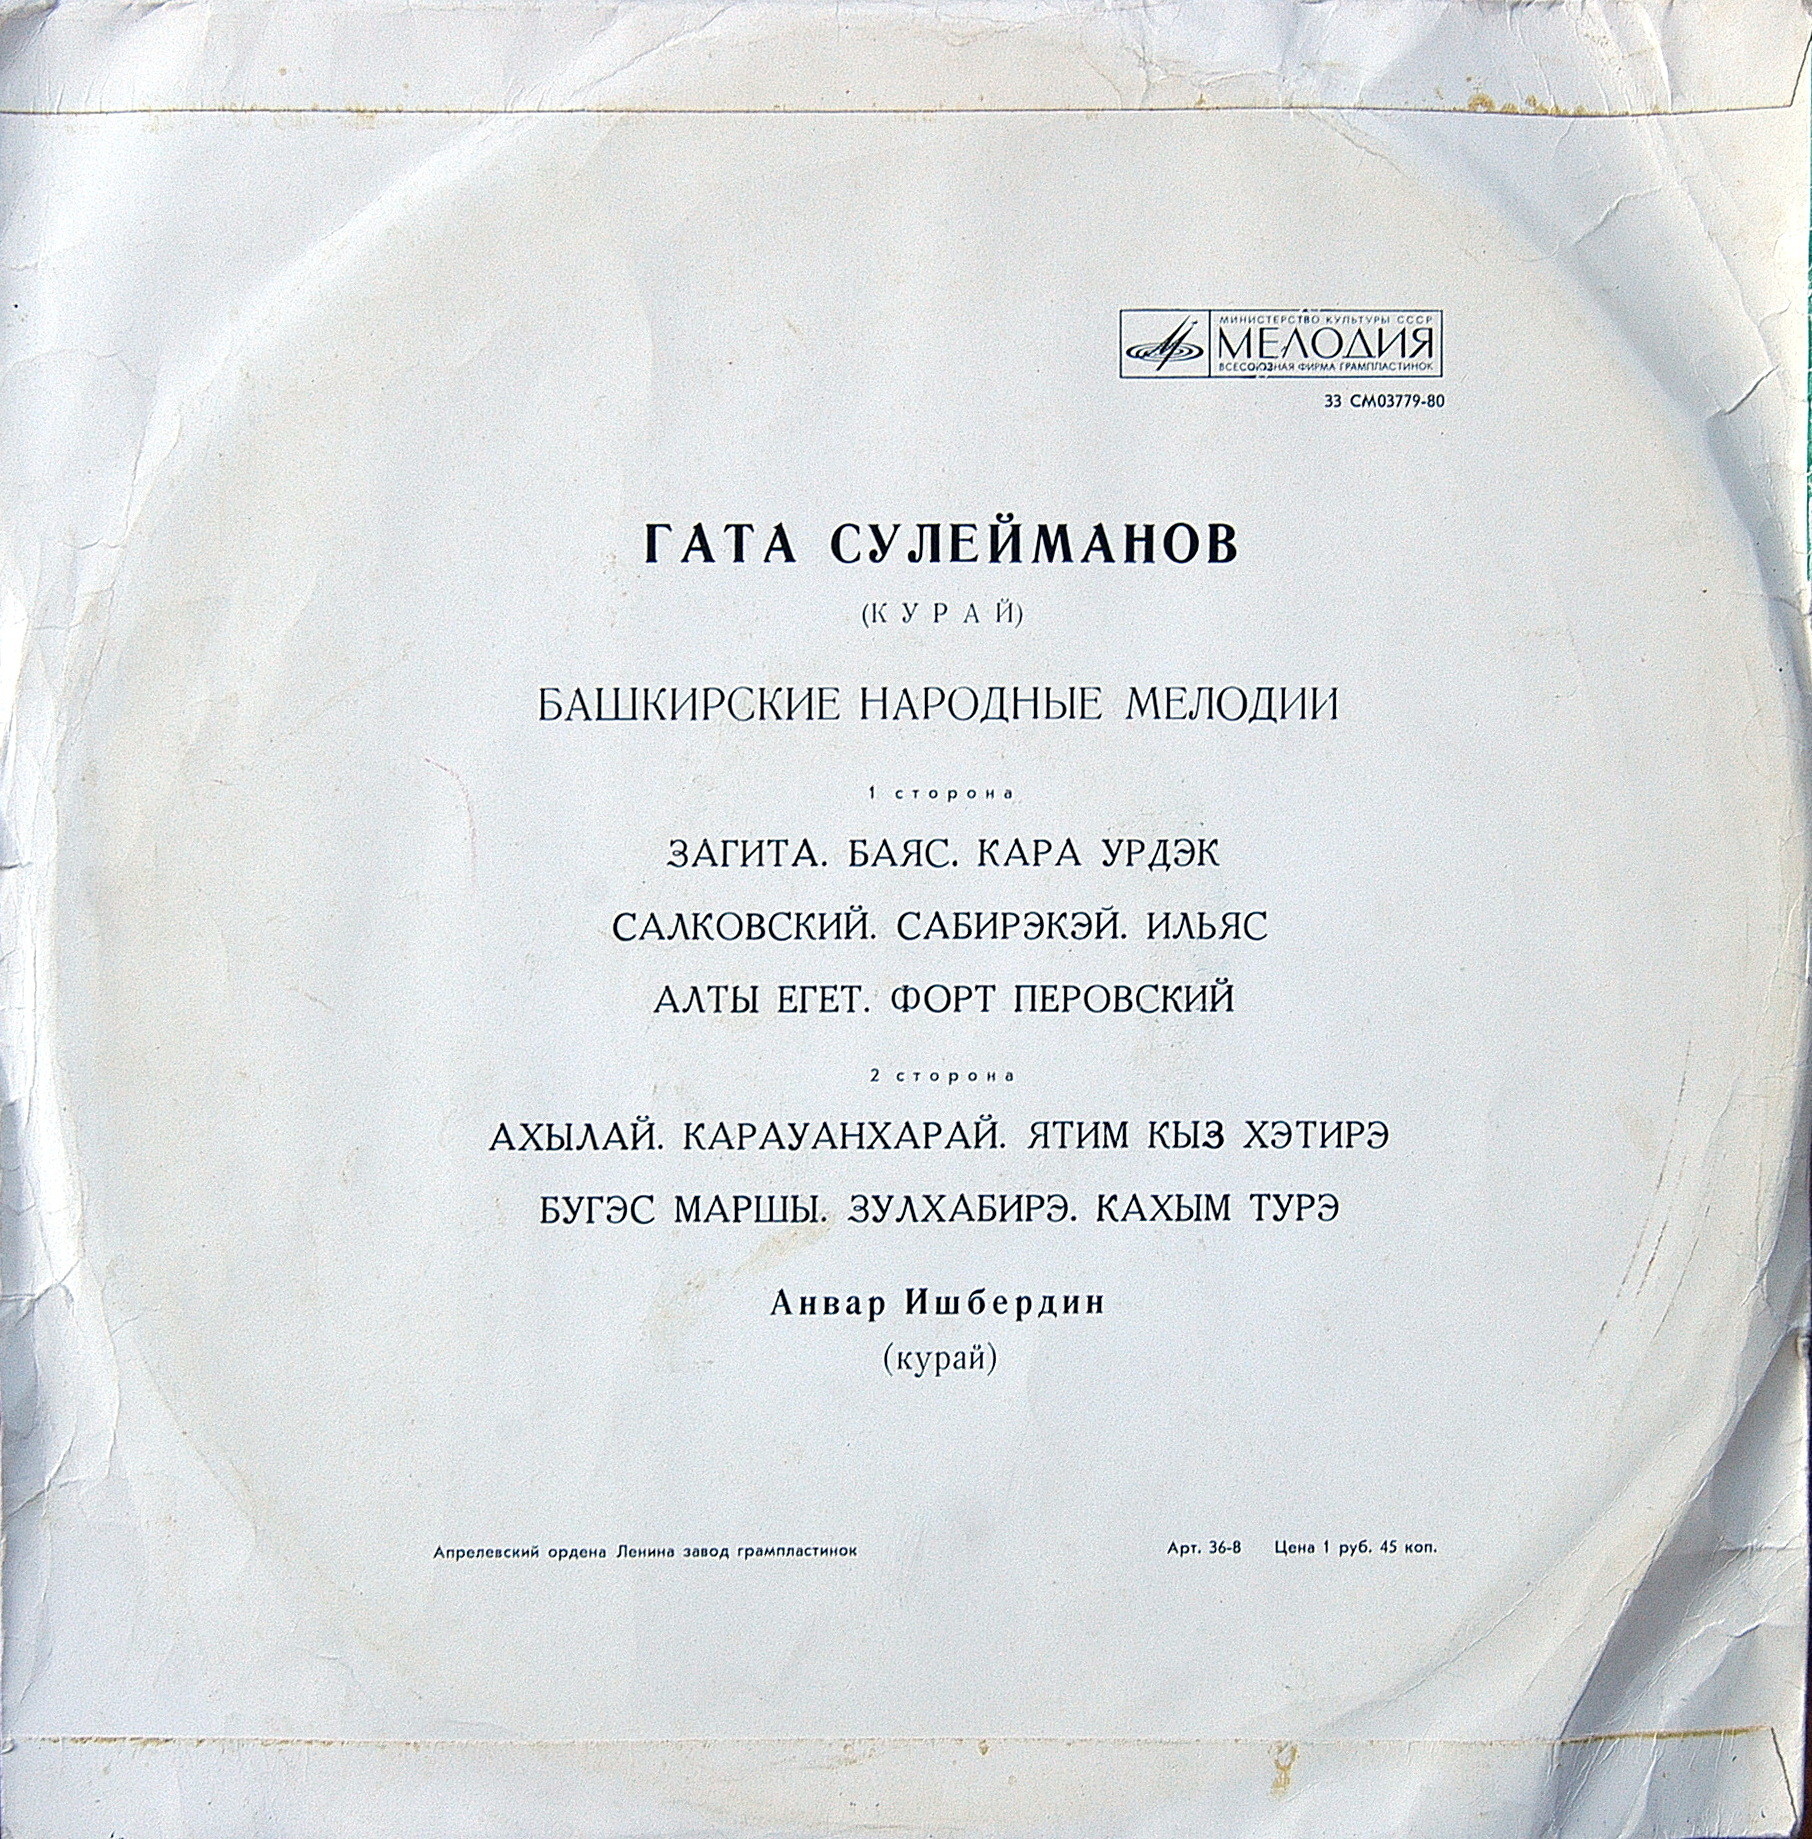 МИНИСТЕРСТВО КУЛЬТУРЫ СССР
МЕЛОДИЯ
ВСЕСОЮЗНАЯ ФИРМА ГРАМПЛАСТИНОК
33 СМ03779-80
ГАТА СУЛЕЙМАНОВ
(КУРАЙ)
БАШКИРСКИЕ НАРОДНЫЕ МЕЛОДИИ
1 сторона
ЗАГИТА. БАЯС. КАРА УРДЭК
САЛКОВСКИЙ. САБИРЭКЭЙ. ИЛЬЯС
АЛТЫ ЕГЕТ. ФОРТ ПЕРОВСКИЙ
2 сторона
АХЫЛАЙ. КАРАУАНХАРАЙ. ЯТИМ КЫЗ ХЭТИРЭ
БУГЭС МАРШЫ. ЗУЛХАБИРЭ. КАХЫМ ТУРЭ
Анвар Ишбердин
(курай)
Апрелевский ордена Ленина завод грампластинок
Арт. 36-8 Цена 1 руб. 45 коп.